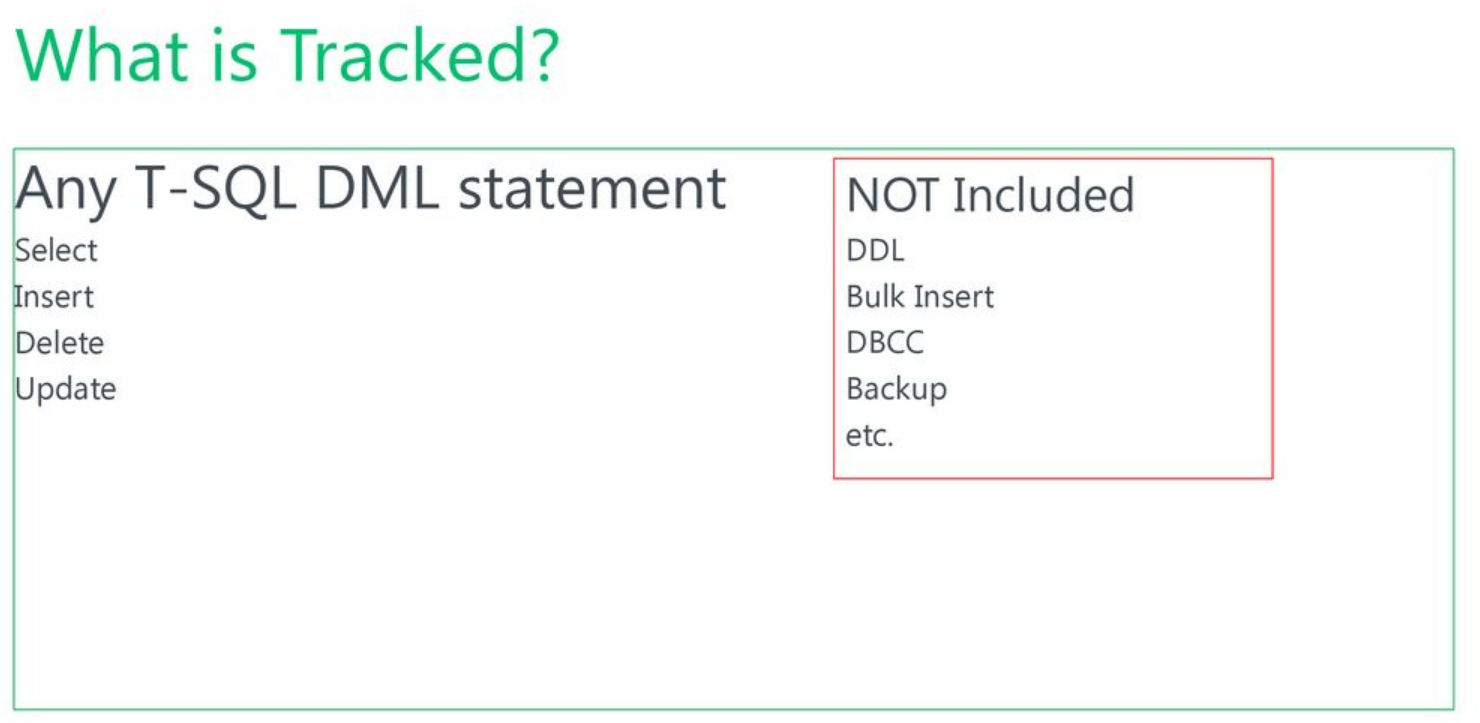 What is Tracked?
Any T-SQL DML statement
Select
Insert
Delete
Update
NOT Included
DDL
Bulk Insert
DBCC
Backup
etc.